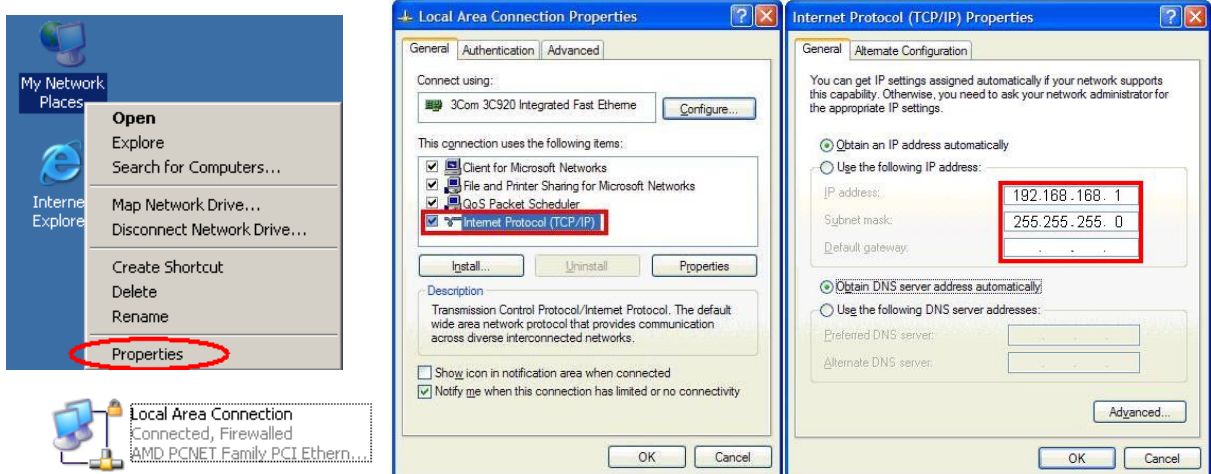 My Network
Places
Open
Explore
Search for Computers...
Map Network Drive...
Disconnect Network Drive...
Create Shortcut
Delete
Rename
Properties
Interne
Explore
Local Area Connection
Connected, Firewalled
AMD PCNET Family PCI Ethern...
Local Area Connection Properties
General Authentication Advanced
Connect using:
3Com 3C920 Integrated Fast Etherne
Configure...
This connection uses the following items:
Client for Microsoft Networks
File and Printer Sharing for Microsoft Networks
QoS Packet Scheduler
Internet Protocol (TCP/IP)
Install... Uninstall Properties
Description
Transmission Control Protocol/Internet Protocol. The default
wide area network protocol that provides communication
across diverse interconnected networks.
Show icon in notification area when connected
Notify me when this connection has limited or no connectivity
OK Cancel
Internet Protocol (TCP/IP) Properties
General Alternate Configuration
You can get IP settings assigned automatically if your network supports
this capability. Otherwise, you need to ask your network administrator for
the appropriate IP settings.
Obtain an IP address automatically
Use the following IP address:
IP address: 192.168.168. 1
Subnet mask: 255.255.255. 0
Default gateway: . . .
Obtain DNS server address automatically
Use the following DNS server addresses:
Preferred DNS server: . . .
Alternate DNS server: . . .
Advanced...
OK Cancel